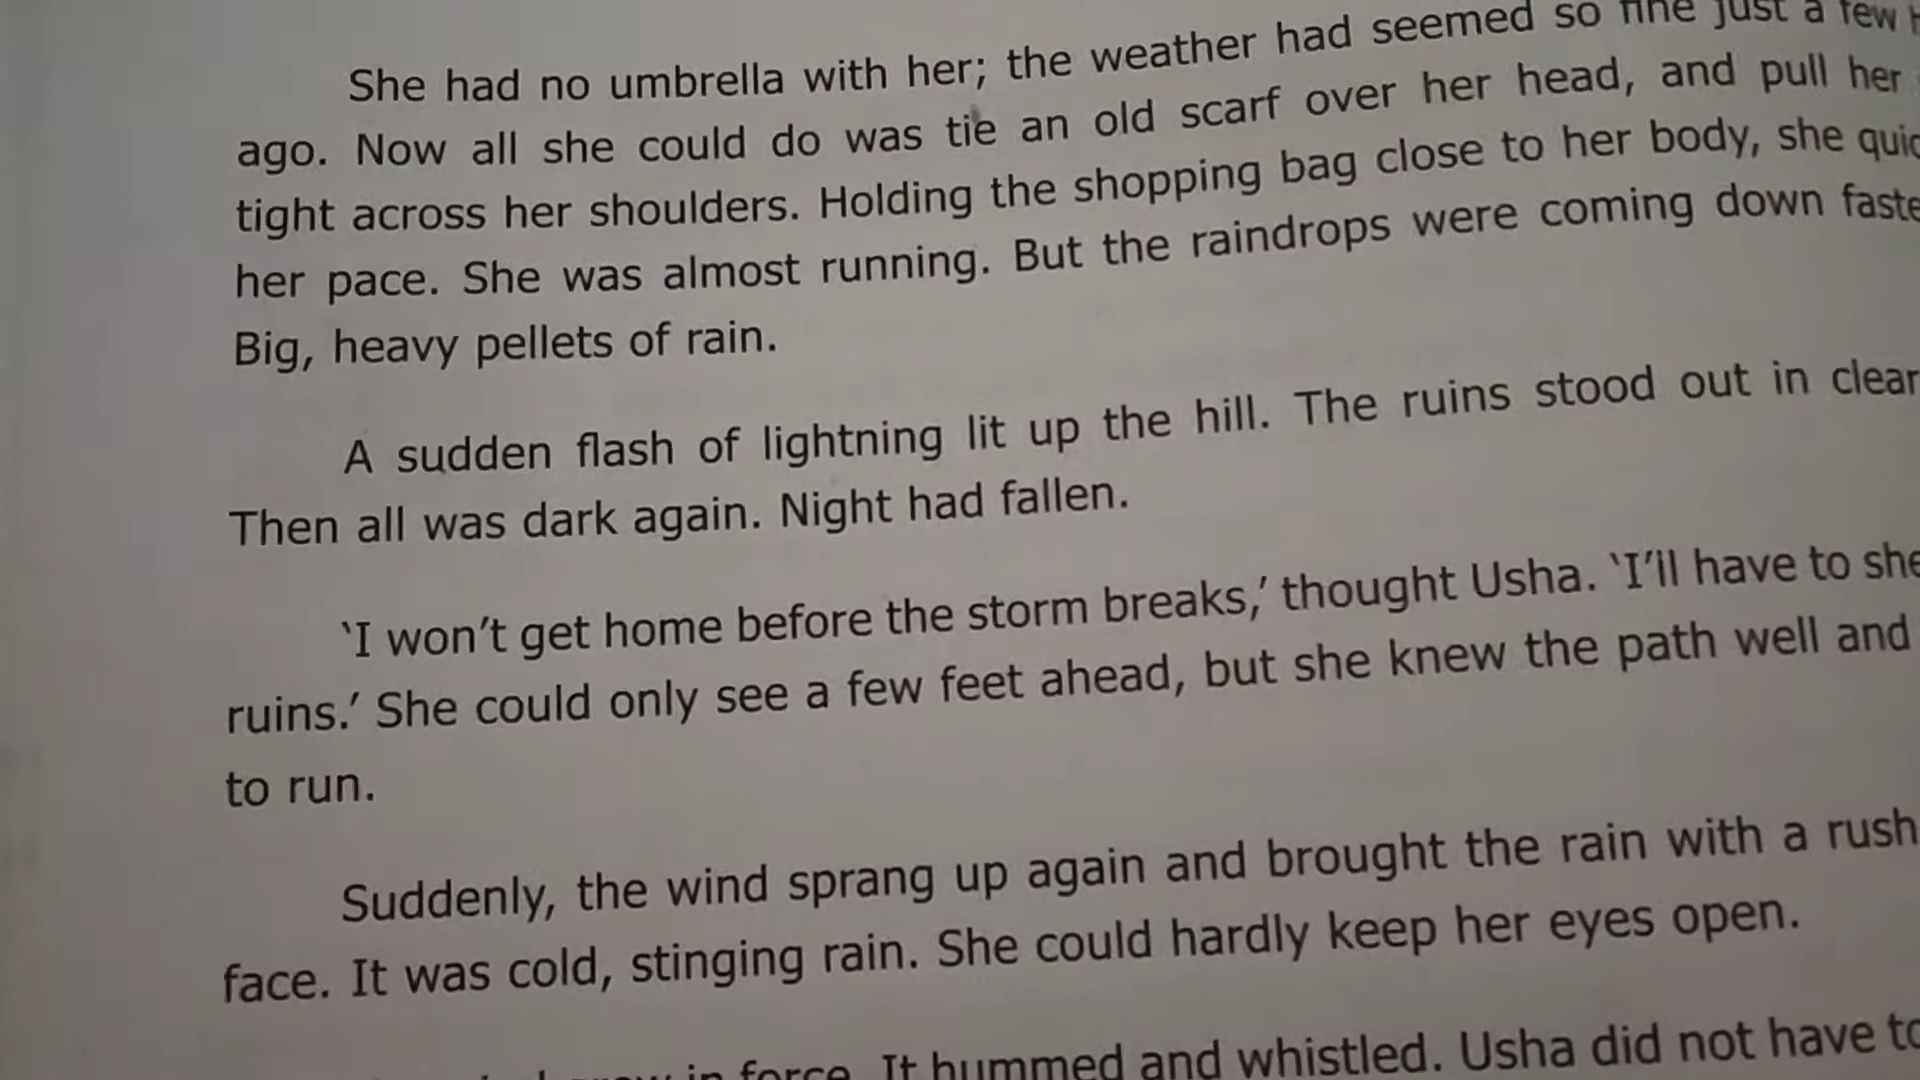 She had no umbrella with her; the weather had seemed so fine just a few
ago. Now all she could do was tie an old scarf over her head, and pull her
tight across her shoulders. Holding the shopping bag close to her body, she
her pace. She was almost running. But the raindrops were coming down
Big, heavy pellets of rain.
A sudden flash of lightning lit up the hill. The ruins stood out in clear
Then all was dark again. Night had fallen.
‘I won’t get home before the storm breaks,’ thought Usha. ‘I’ll have to
ruins.’ She could only see a few feet ahead, but she knew the path well and
to run.
Suddenly, the wind sprang up again and brought the rain with a rush
face. It was cold, stinging rain. She could hardly keep her eyes open.
in force. It hummed and whistled. Usha did not have to